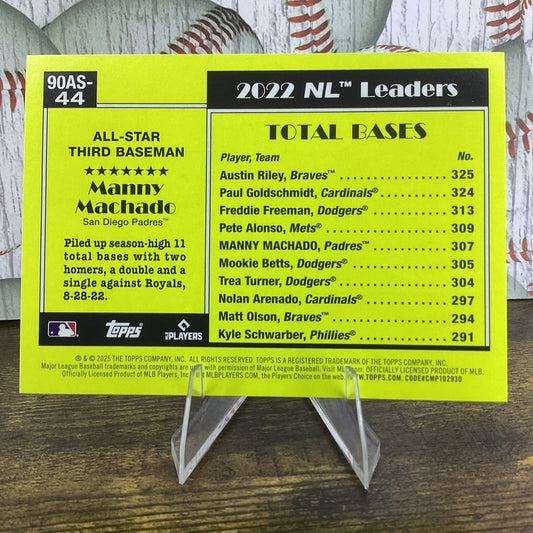 90AS-
44
ALL-STAR
THIRD BASEMAN
★★★★★★★
Manny
Machado
San Diego Padres™
Piled up season-high 11
total bases with two
homers, a double and a
single against Royals,
8-28-22.
topps
MLB PLAYERS
2022 NL™ Leaders
TOTAL BASES
Player, Team No.
Austin Riley, Braves™ 325
Paul Goldschmidt, Cardinals® 324
Freddie Freeman, Dodgers® 313
Pete Alonso, Mets® 309
MANNY MACHADO, Padres™ 307
Mookie Betts, Dodgers® 305
Trea Turner, Dodgers® 304
Nolan Arenado, Cardinals® 297
Matt Olson, Braves™ 294
Kyle Schwarber, Phillies® 291
® & © 2025 THE TOPPS COMPANY, INC. ALL RIGHTS RESERVED. TOPPS IS A REGISTERED TRADEMARK OF THE TOPPS COMPANY, INC.
Major League Baseball trademarks and copyrights are used with permission of Major League Baseball. Visit MLB.com. OFFICIALLY LICENSED PRODUCT OF MLB.
Officially Licensed Product of MLB Players, Inc. Visit MLBPLAYERS.com, the Players Choice on the web. WWW.TOPPS.COM. CODE#CMP102930